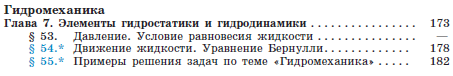 Гидромеханика
Глава 7. Элементы гидростатики и гидродинамики ................ 173
§ 53. Давление. Условие равновесия жидкости ................ —
§ 54.* Движение жидкости. Уравнение Бернулли ................ 178
§ 55.* Примеры решения задач по теме «Гидромеханика» ...... 182